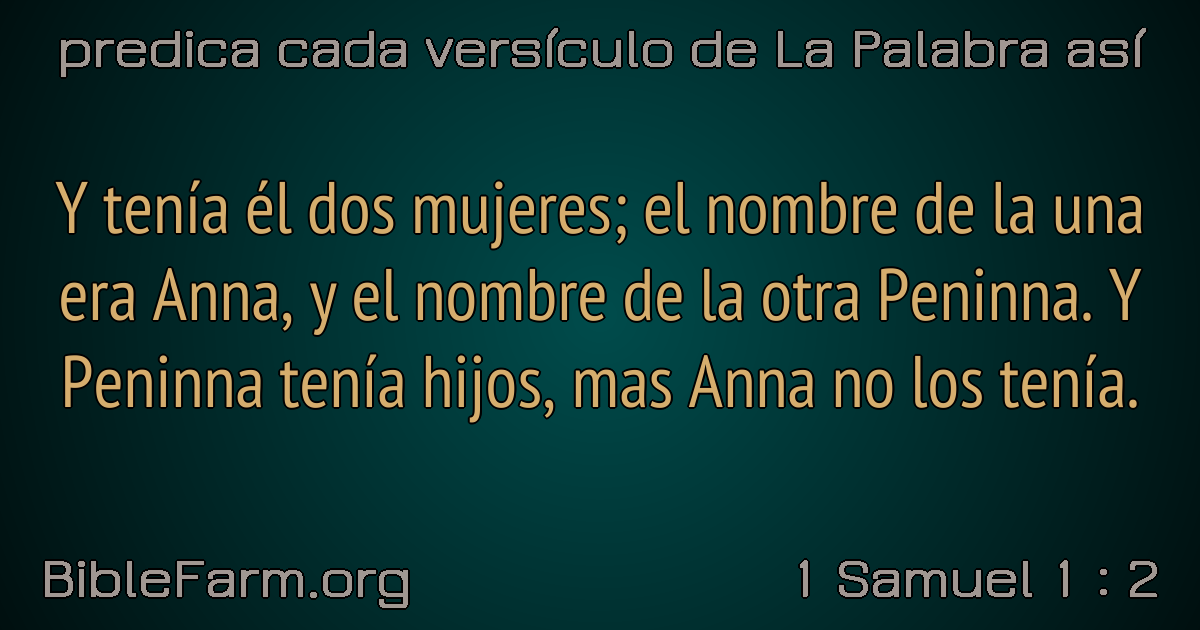 predica cada versículo de La Palabra así
Y tenía él dos mujeres; el nombre de la una
era Anna, y el nombre de la otra Peninna. Y
Peninna tenía hijos, mas Anna no los tenía.
BibleFarm.org
1 Samuel 1 : 2